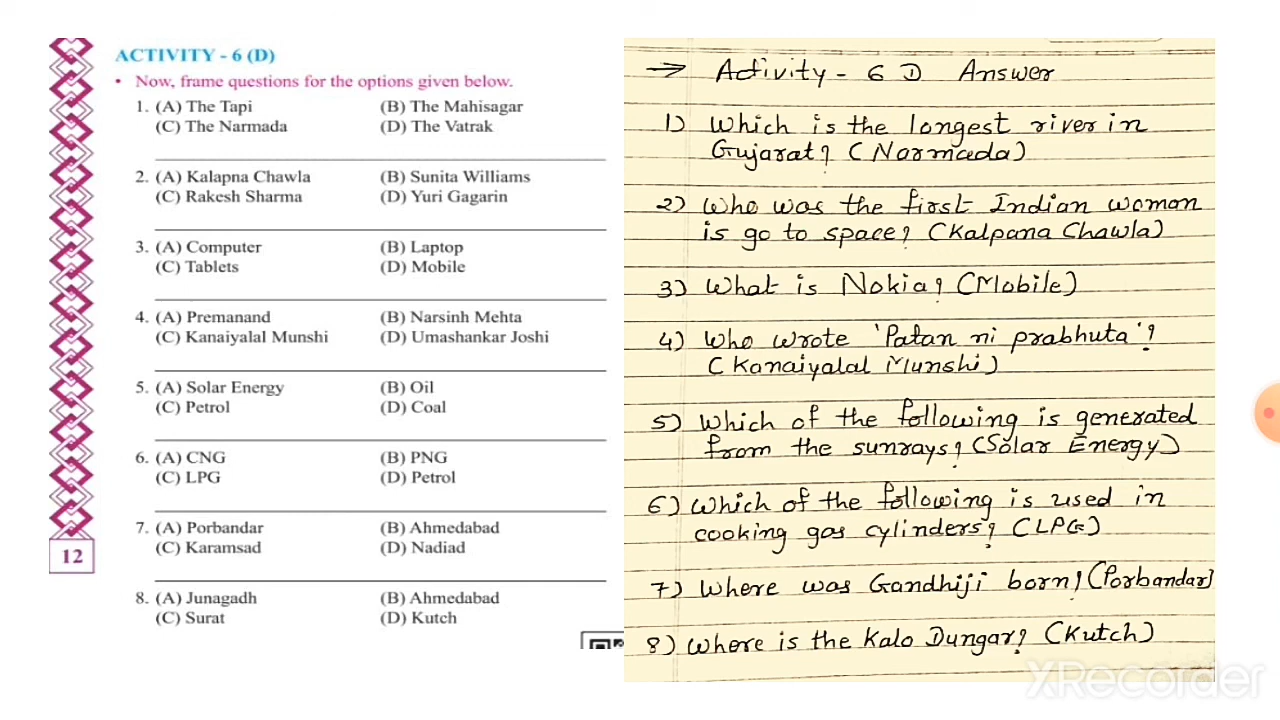 ACTIVITY - 6 (D)
• Now, frame questions for the options given below.
1. (A) The Tapi (B) The Mahisagar
(C) The Narmada (D) The Vatrak
2. (A) Kalapna Chawla (B) Sunita Williams
(C) Rakesh Sharma (D) Yuri Gagarin
3. (A) Computer (B) Laptop
(C) Tablets (D) Mobile
4. (A) Premanand (B) Narsinh Mehta
(C) Kanaiyalal Munshi (D) Umashankar Joshi
5. (A) Solar Energy (B) Oil
(C) Petrol (D) Coal
6. (A) CNG (B) PNG
(C) LPG (D) Petrol
7. (A) Porbandar (B) Ahmedabad
(C) Karamsad (D) Nadiad
8. (A) Junagadh (B) Ahmedabad
(C) Surat (D) Kutch
12
→ Activity - 6 D Answer
1) Which is the longest river in
Gujarat? (Narmada)
2) Who was the first Indian woman
is go to space? (Kalpana Chawla)
3) What is Nokia? (Mobile)
4) Who wrote 'Patan ni prabhuta'?
(Kanaiyalal Munshi)
5) Which of the following is generated
from the sunrays? (Solar Energy)
6) Which of the following is used in
cooking gas cylinders? (LPG)
7) Where was Gandhiji born? (Porbandar)
8) Where is the Kalo Dungar? (Kutch)
XRecorder